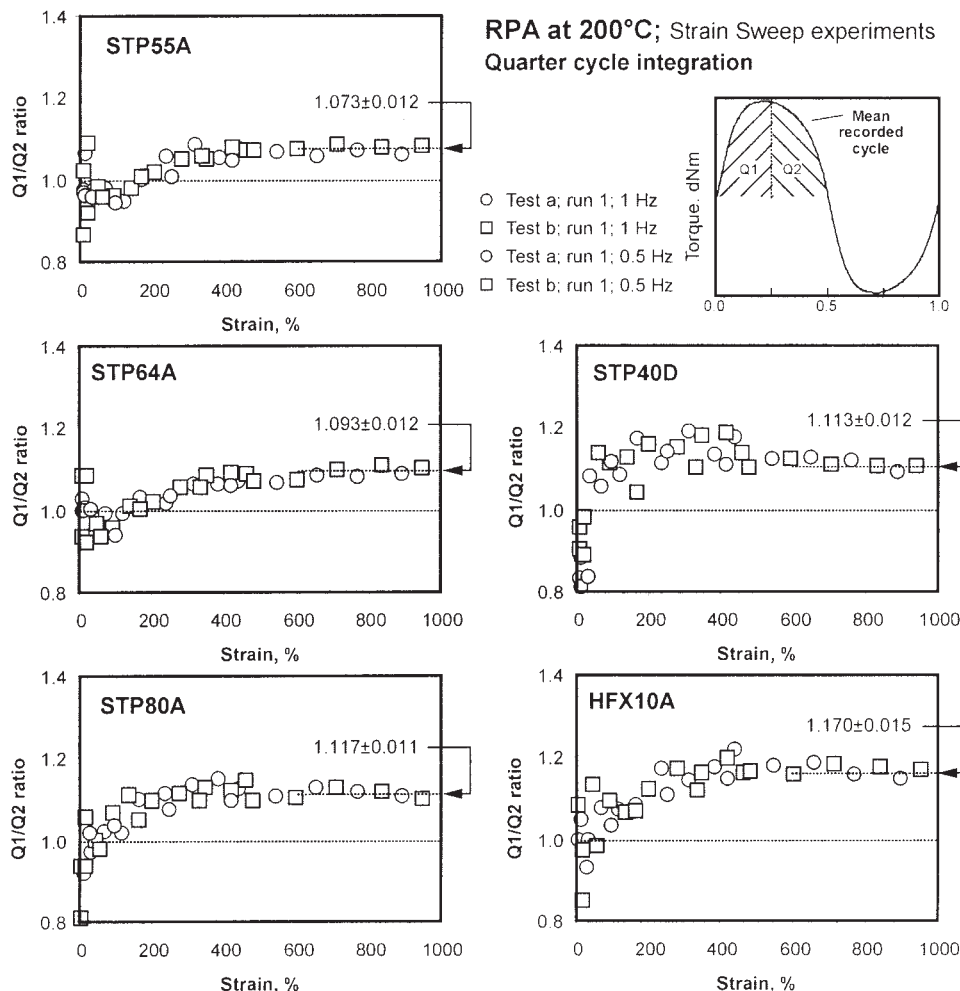 RPA at 200°C; Strain Sweep experiments
Quarter cycle integration
STP55A
1.073±0.012
Q1/Q2 ratio
1.4
1.2
1.0
0.8
0 200 400 600 800 1000
Strain, %
Mean
recorded
cycle
Q1 Q2
Torque. dNm
0.0 0.5 1.0
Test a; run 1; 1 Hz
Test b; run 1; 1 Hz
Test a; run 1; 0.5 Hz
Test b; run 1; 0.5 Hz
STP64A
1.093±0.012
Q1/Q2 ratio
1.4
1.2
1.0
0.8
0 200 400 600 800 1000
Strain, %
STP40D
1.113±0.012
Q1/Q2 ratio
1.4
1.2
1.0
0.8
0 200 400 600 800 1000
Strain, %
STP80A
1.117±0.011
Q1/Q2 ratio
1.4
1.2
1.0
0.8
0 200 400 600 800 1000
Strain, %
HFX10A
1.170±0.015
Q1/Q2 ratio
1.4
1.2
1.0
0.8
0 200 400 600 800 1000
Strain, %